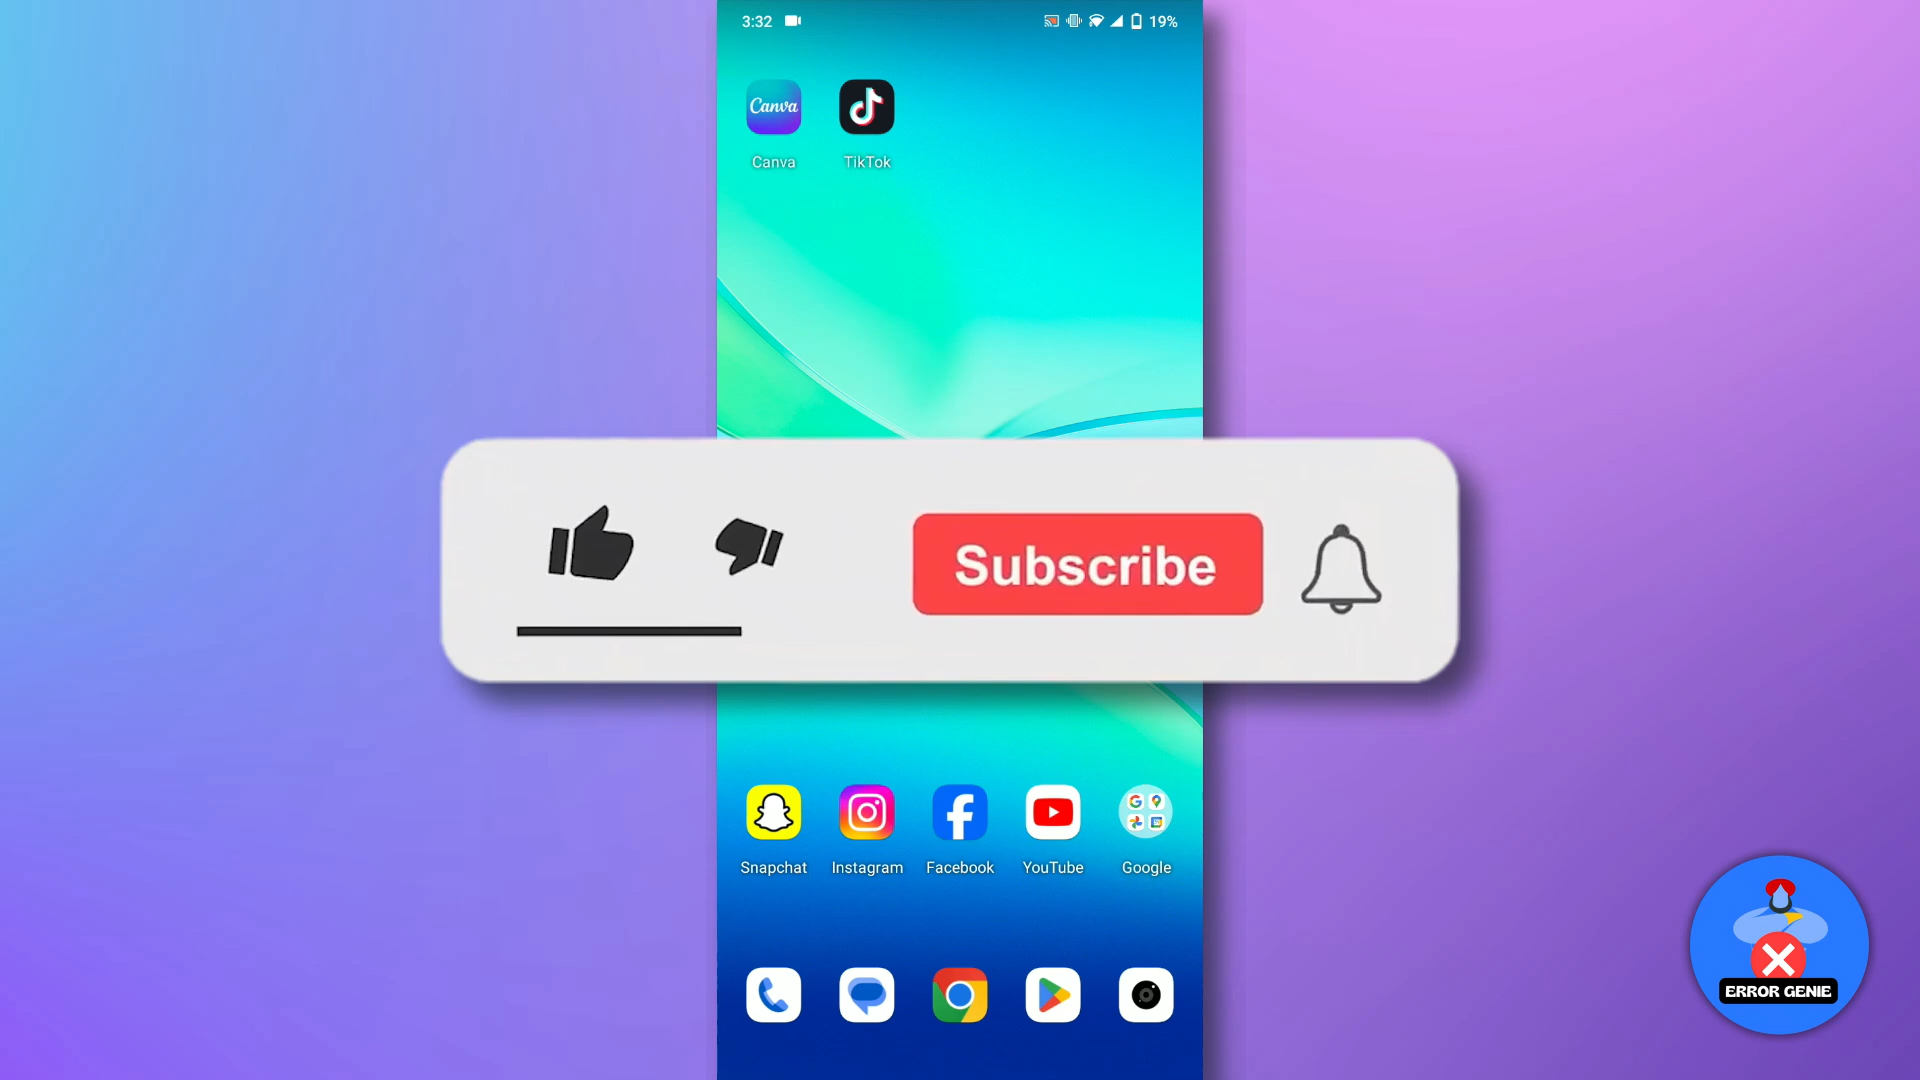 3:32 19%
Canva
Canva TikTok
Subscribe
Snapchat Instagram Facebook YouTube Google
ERROR GENIE